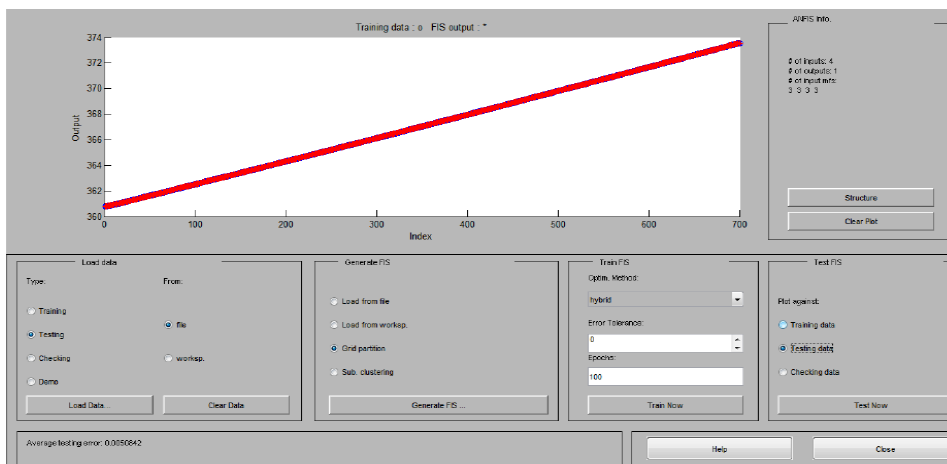 Training data : o   FIS output : *
374
372
370
368
366
364
362
360
Output
0
100
200
300
400
500
600
700
Index
ANFIS Info.
# of inputs: 4
# of outputs: 1
# of input mfs:
3 3 3 3
Structure
Clear Plot
Load data
Type:
From:
Training
Testing
Checking
Demo
file
worksp.
Load Data...
Clear Data
Generate FIS
Load from file
Load from worksp.
Grid partition
Sub. clustering
Generate FIS ...
Train FIS
Optim. Method:
hybrid
Error Tolerance:
0
Epochs:
100
Train Now
Test FIS
Plot against:
Training data
Testing data
Checking data
Test Now
Average testing error: 0.0050842
Help
Close